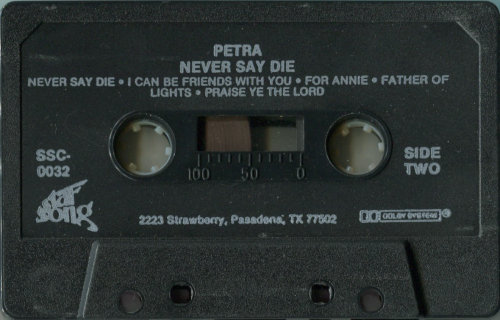 PETRA
NEVER SAY DIE
NEVER SAY DIE • I CAN BE FRIENDS WITH YOU • FOR ANNIE • FATHER OF
LIGHTS • PRAISE YE THE LORD
SSC-
0032
SIDE
TWO
100 50 0
star song
2223 Strawberry, Pasadena, TX 77502
DOLBY SYSTEM ®